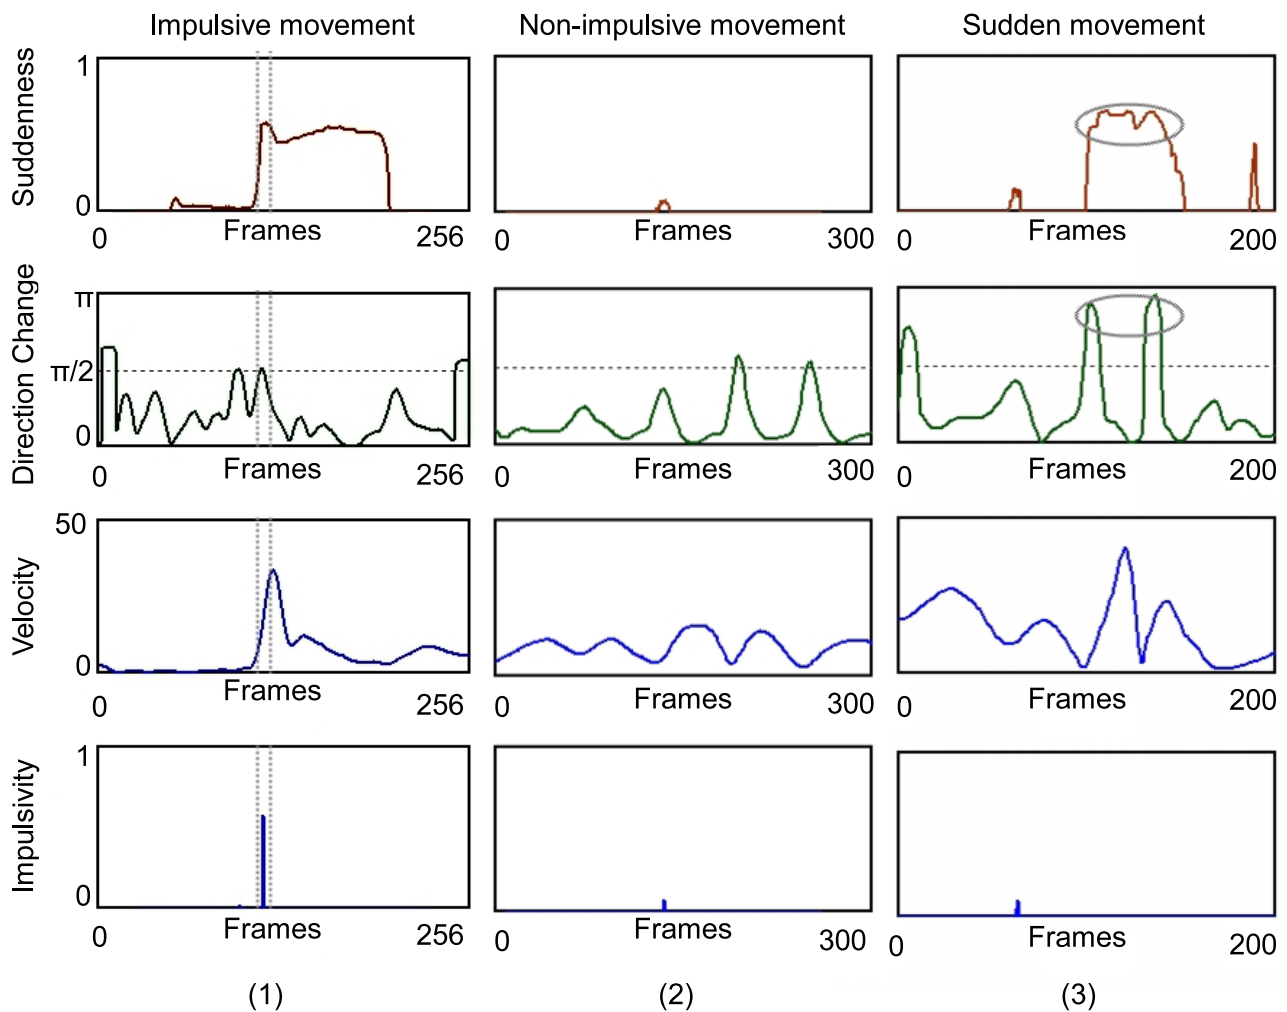 Impulsive movement Non-impulsive movement Sudden movement
Suddenness
1
0
0 Frames 256
0 Frames 300
0 Frames 200
Direction Change
π
π/2
0
0 Frames 256
0 Frames 300
0 Frames 200
Velocity
50
0
0 Frames 256
0 Frames 300
0 Frames 200
Impulsivity
1
0
0 Frames 256
0 Frames 300
0 Frames 200
(1) (2) (3)